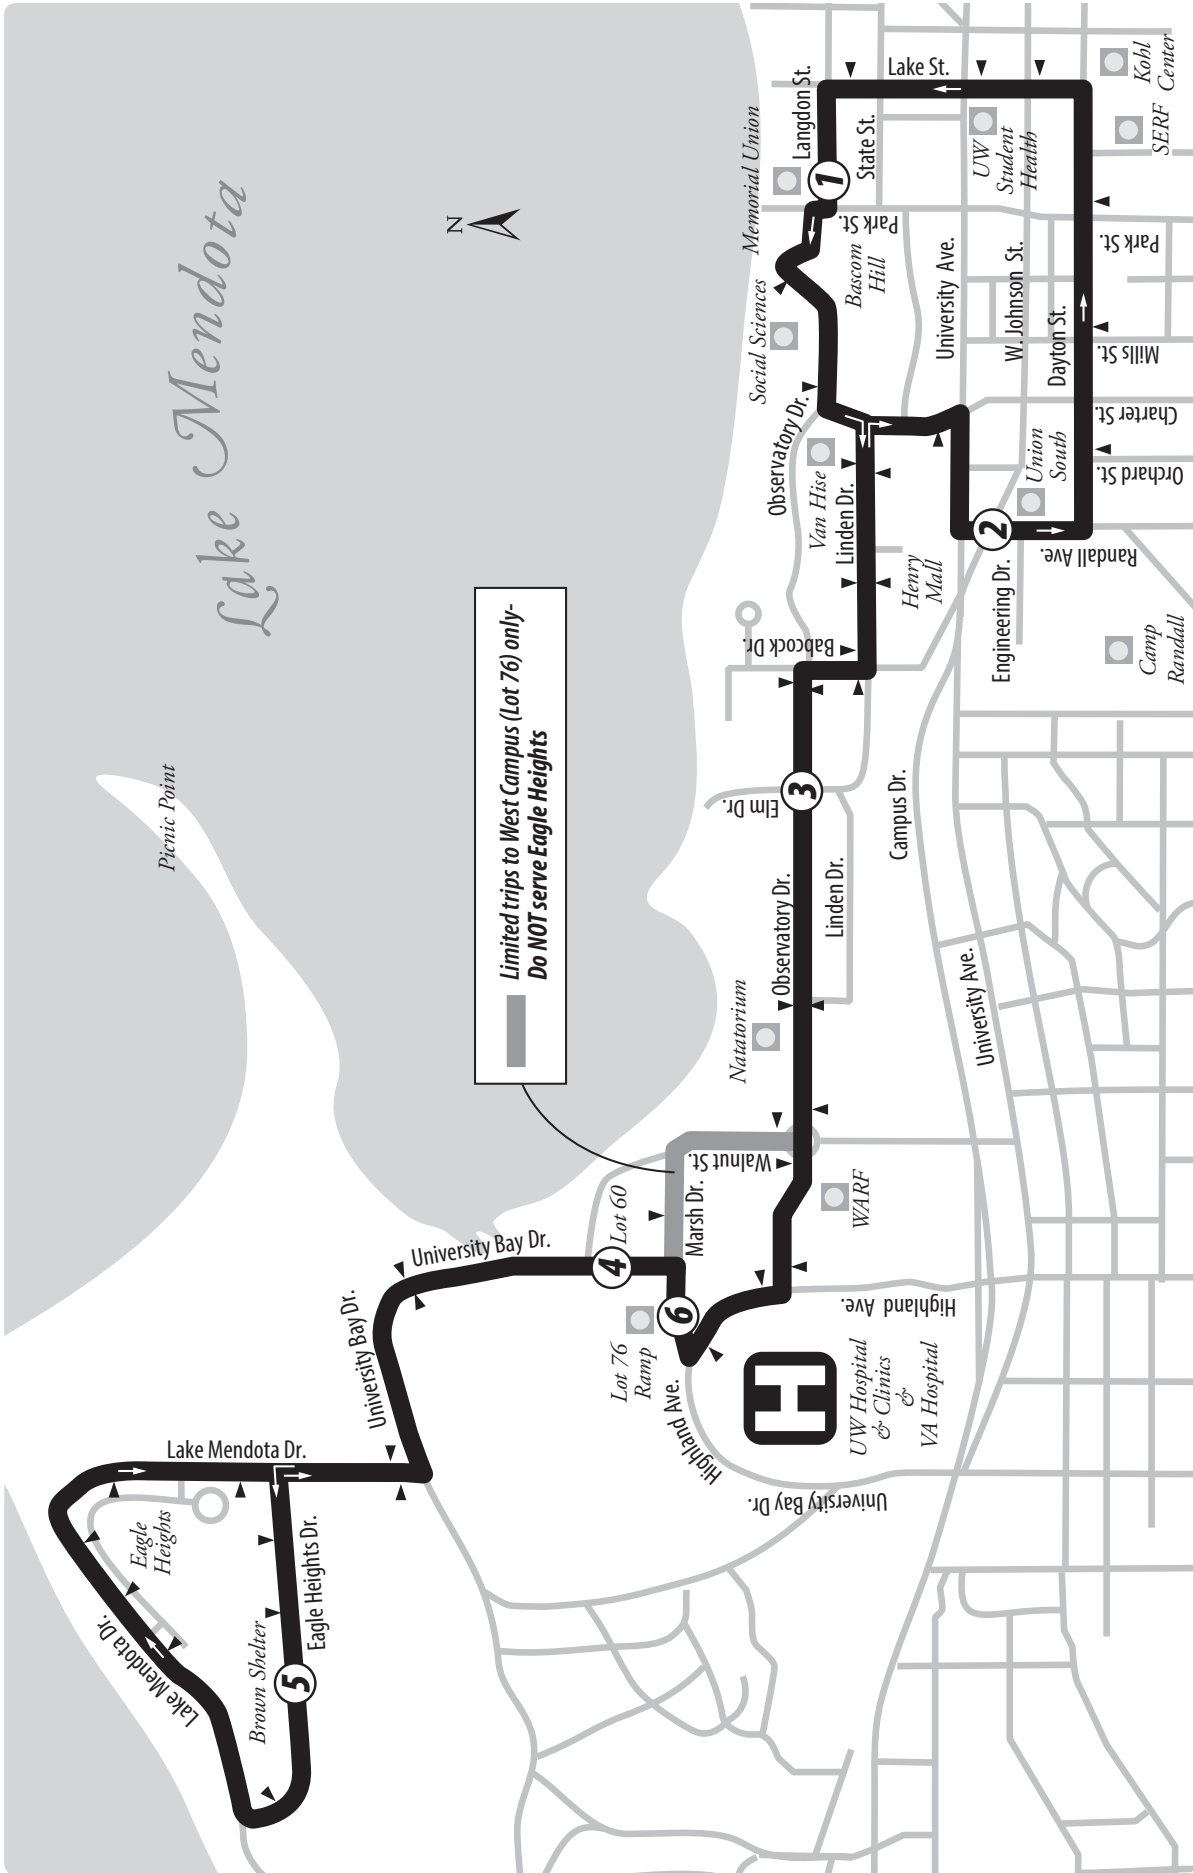 Lake Mendota
N
Picnic Point
Limited trips to West Campus (Lot 76) only-
Do NOT serve Eagle Heights
Lake Mendota Dr.
Lake Mendota Dr.
Eagle
Heights
Brown Shelter
5
Eagle Heights Dr.
University Bay Dr.
University Bay Dr.
4
Lot 60
Lot 76
Ramp
6
Marsh Dr.
Walnut St.
Highland Ave.
Highland Ave.
H
UW Hospital
& Clinics
&
VA Hospital
University Bay Dr.
WARF
Natatorium
Observatory Dr.
Linden Dr.
Elm Dr.
3
Campus Dr.
University Ave.
Babcock Dr.
Henry
Mall
Van Hise
Linden Dr.
Observatory Dr.
Social Sciences
Memorial Union
Langdon St.
1
State St.
Park St.
Bascom
Hill
Lake St.
UW
Student
Health
University Ave.
W. Johnson St.
Dayton St.
Union
South
2
Engineering Dr.
Randall Ave.
Camp
Randall
Orchard St.
Charter St.
Mills St.
Park St.
SERF
Kohl
Center